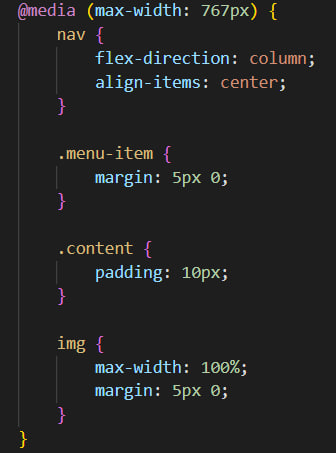 @media (max-width: 767px) {
    nav {
        flex-direction: column;
        align-items: center;
    }

    .menu-item {
        margin: 5px 0;
    }

    .content {
        padding: 10px;
    }

    img {
        max-width: 100%;
        margin: 5px 0;
    }
}